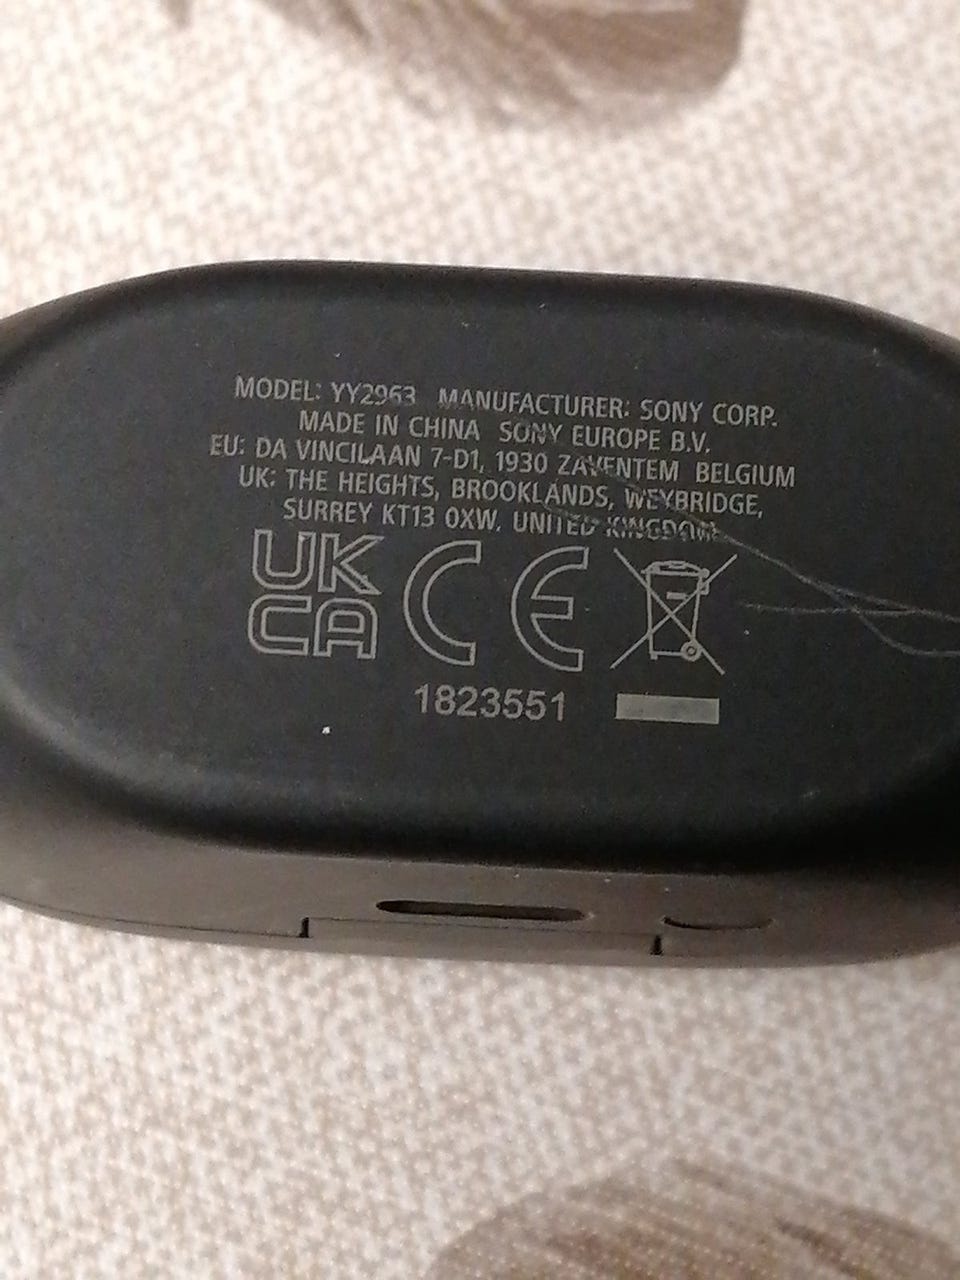 MODEL: YY2963 MANUFACTURER: SONY CORP.
MADE IN CHINA SONY EUROPE B.V.
EU: DA VINCILAAN 7-D1, 1930 ZAVENTEM BELGIUM
UK: THE HEIGHTS, BROOKLANDS, WEYBRIDGE,
SURREY KT13 0XW. UNITED KINGDOM
UK
CA
CE
1823551